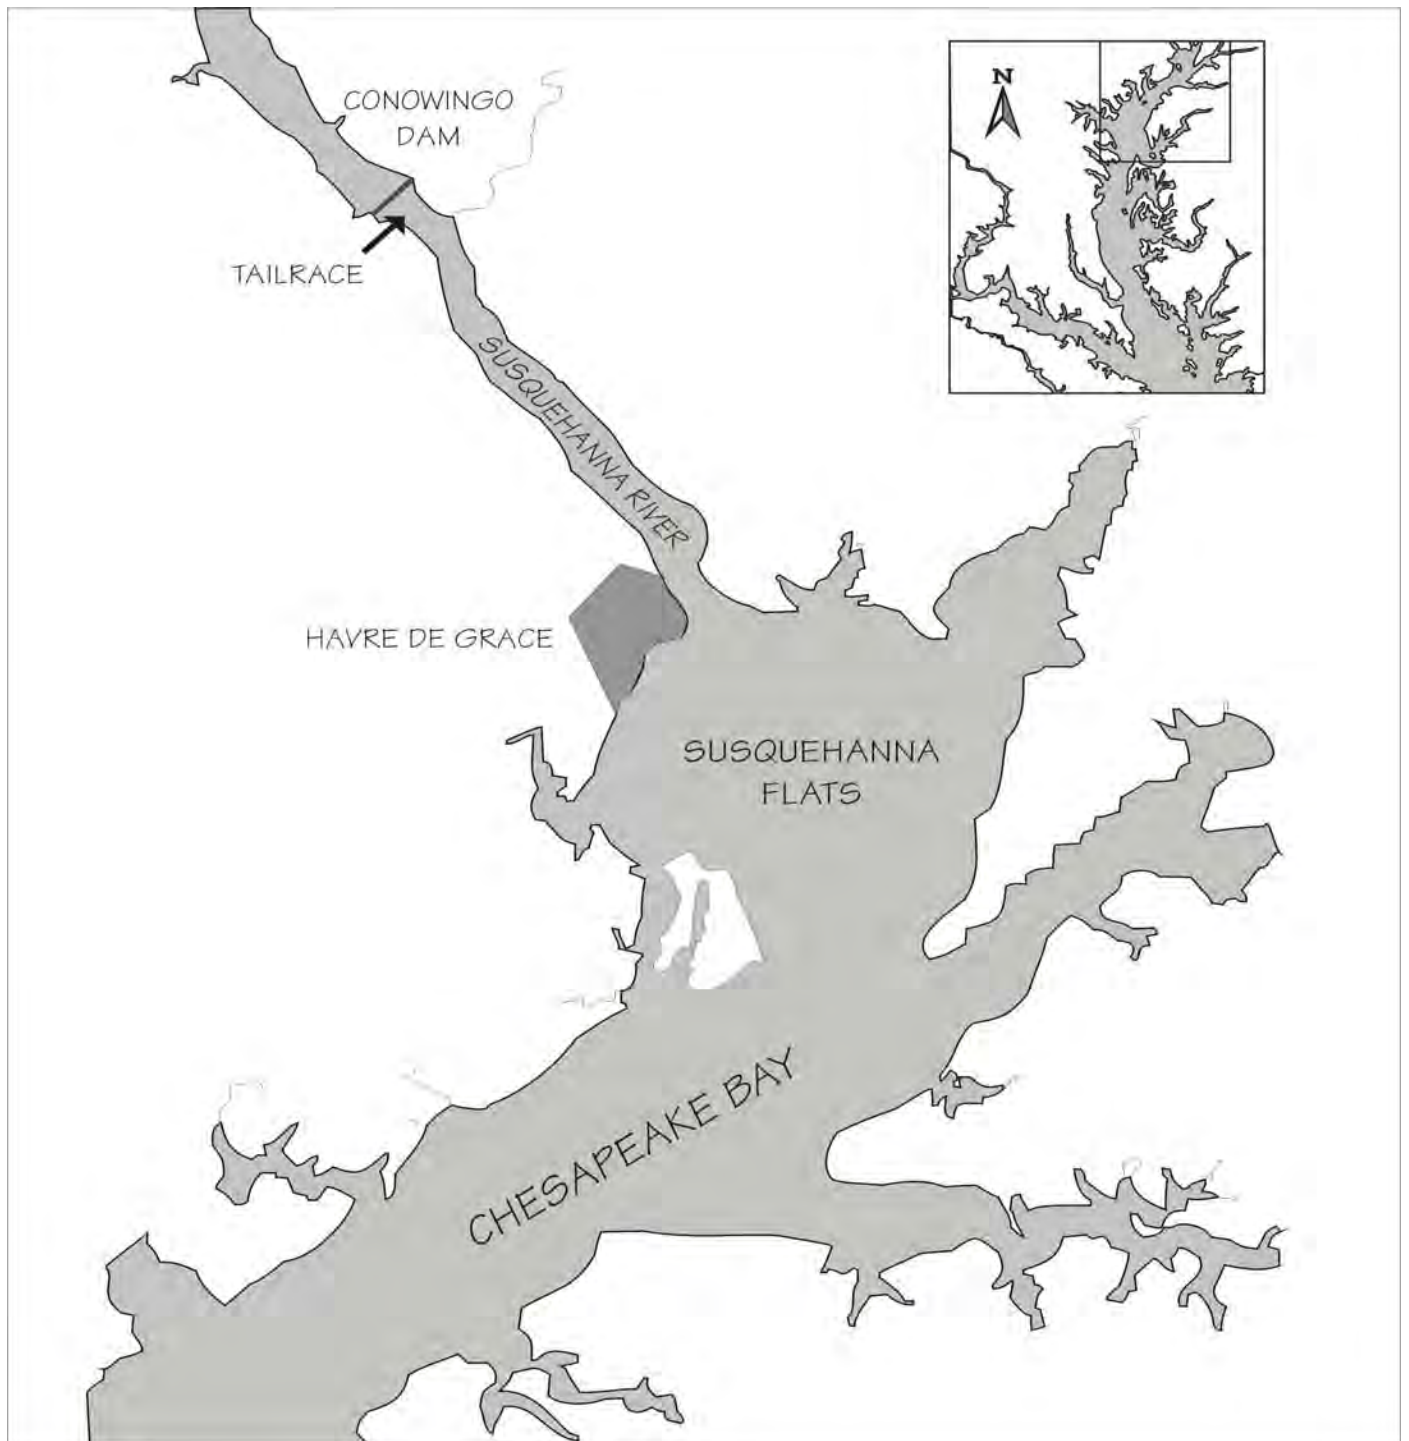 CONOWINGO
DAM
N
TAILRACE
SUSQUEHANNA RIVER
HAVRE DE GRACE
SUSQUEHANNA
FLATS
CHESAPEAKE BAY